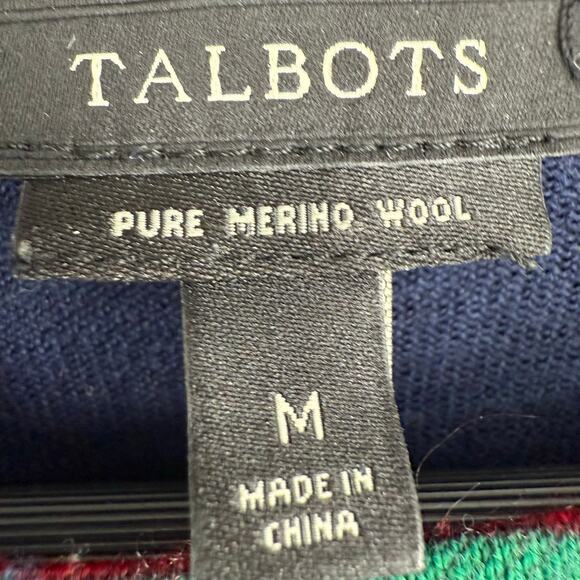 TALBOTS
PURE MERINO WOOL
M
MADE IN
CHINA